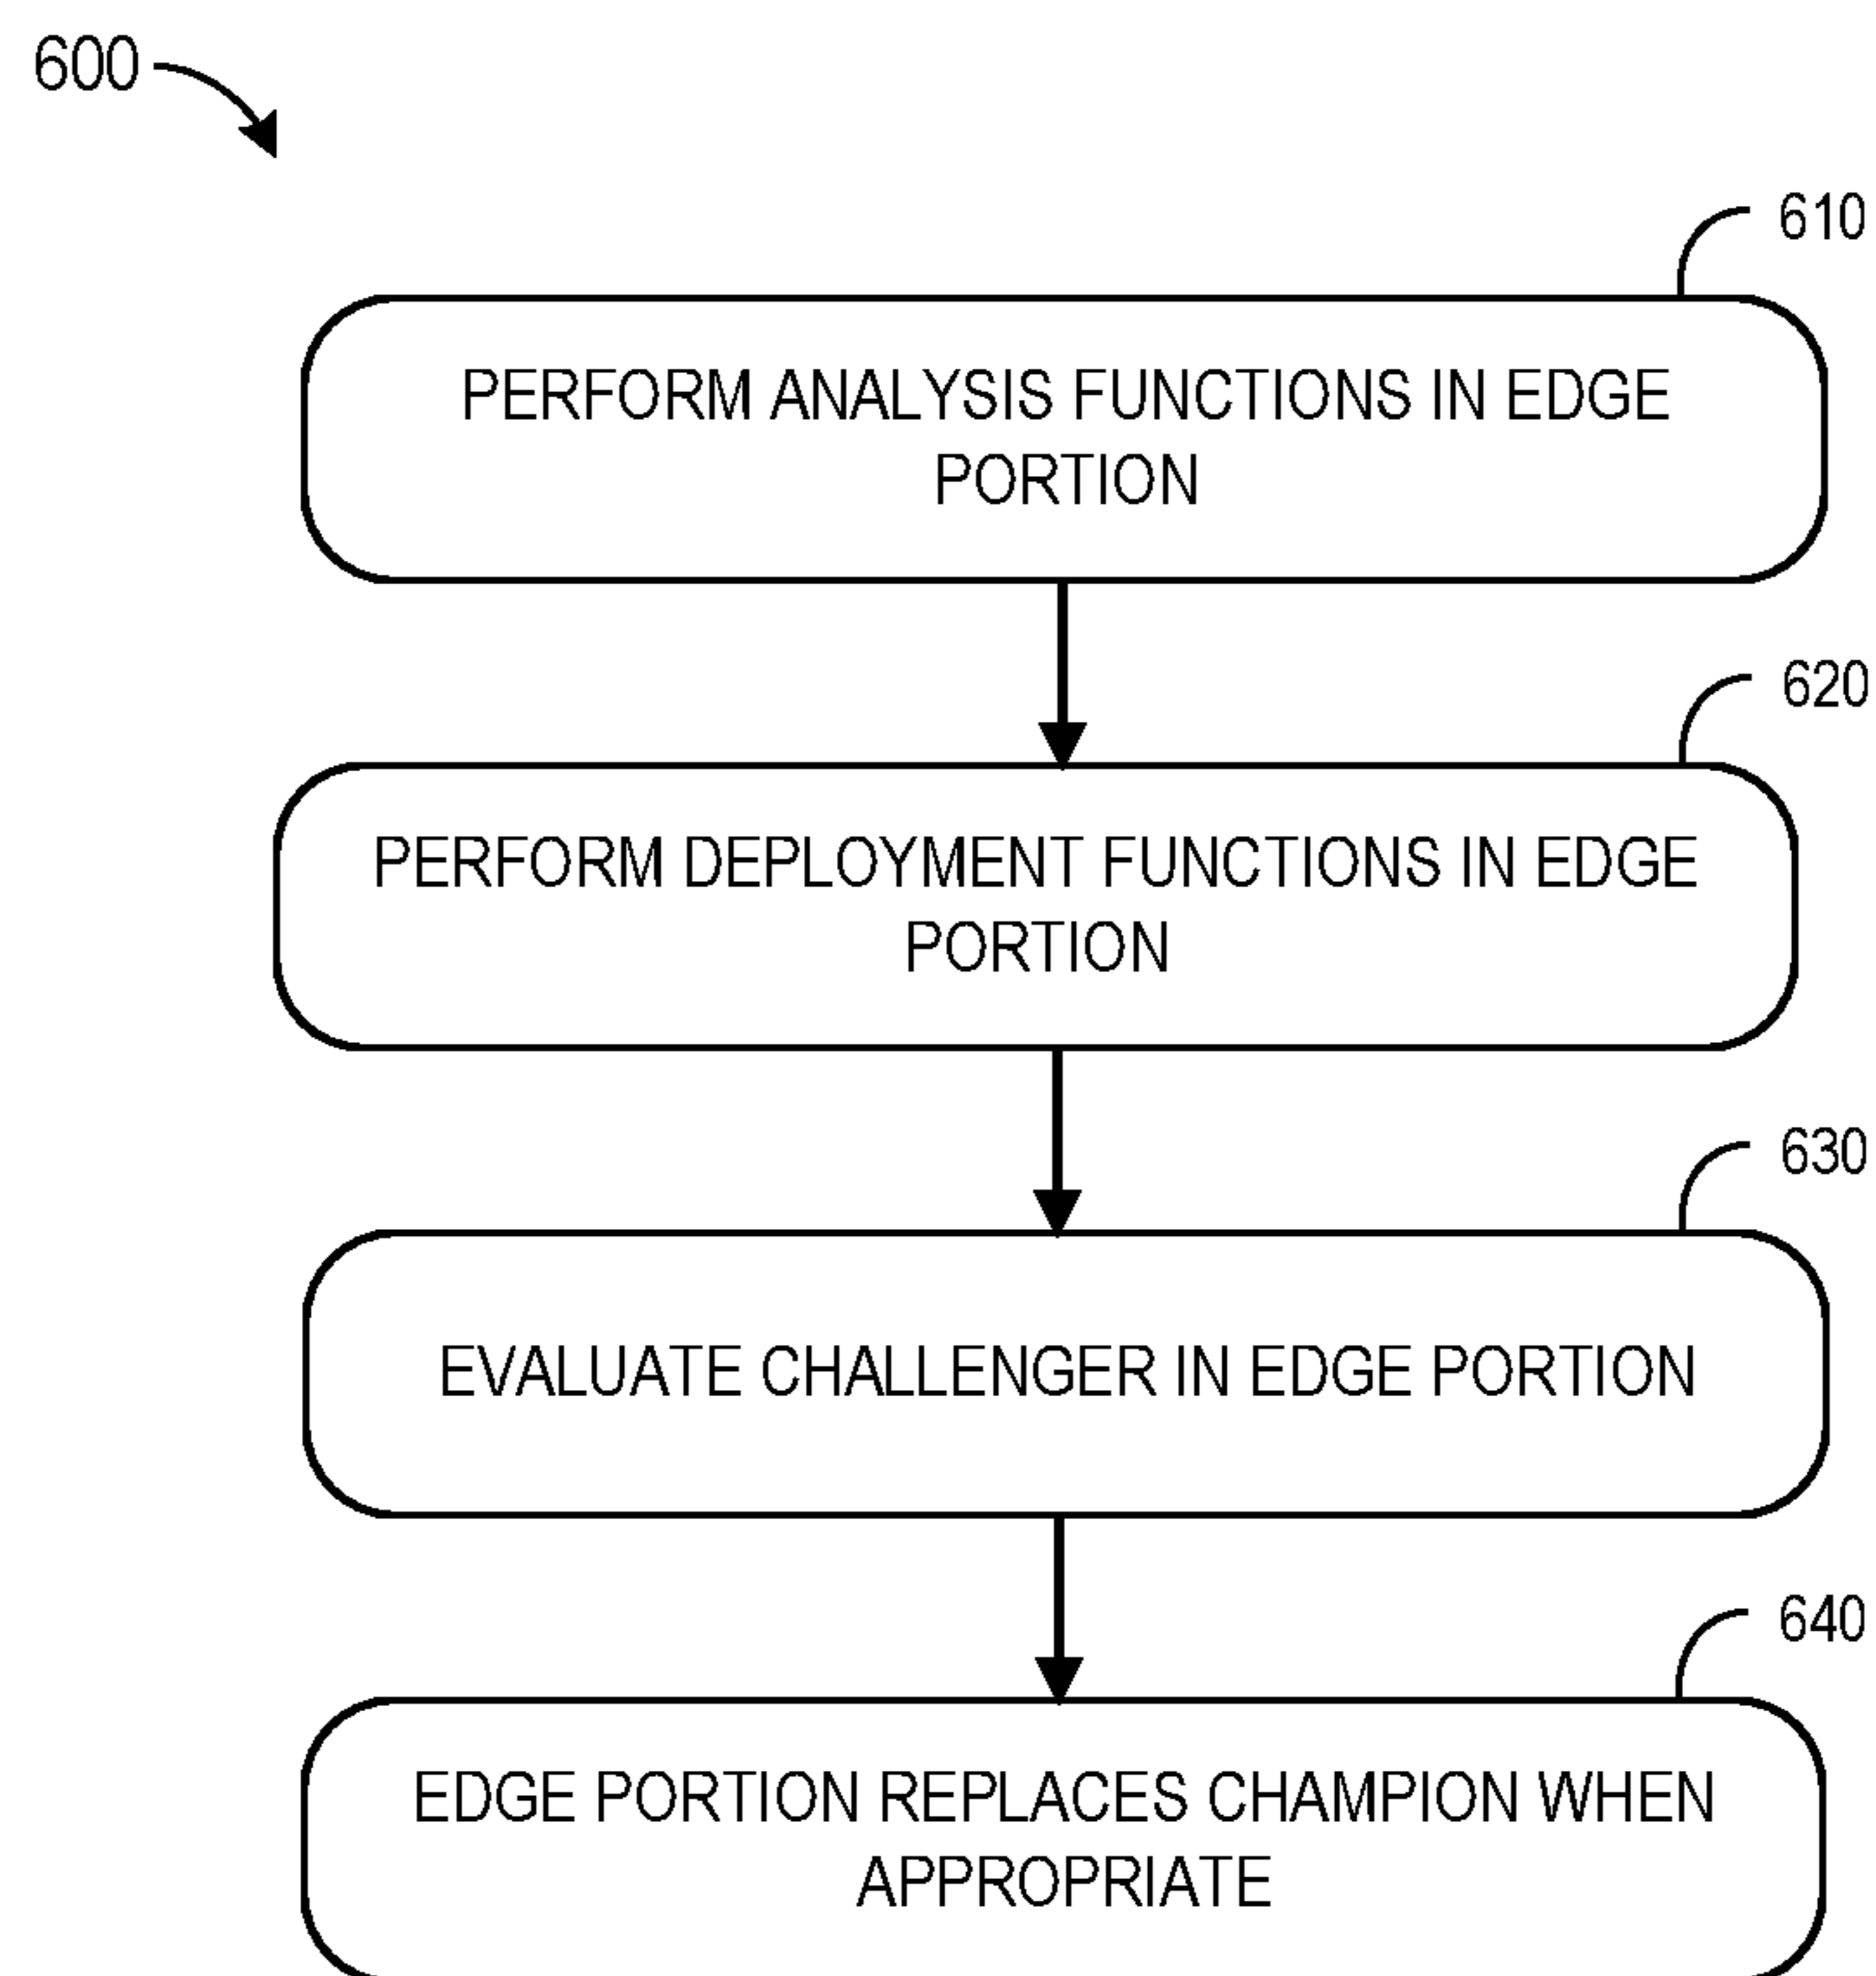 600
610
PERFORM ANALYSIS FUNCTIONS IN EDGE
PORTION
620
PERFORM DEPLOYMENT FUNCTIONS IN EDGE
PORTION
630
EVALUATE CHALLENGER IN EDGE PORTION
640
EDGE PORTION REPLACES CHAMPION WHEN
APPROPRIATE